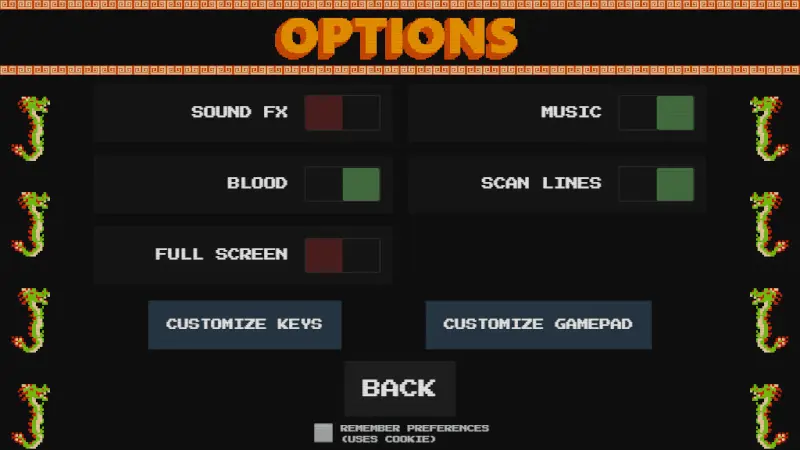 OPTIONS
SOUND FX
MUSIC
BLOOD
SCAN LINES
FULL SCREEN
CUSTOMIZE KEYS
CUSTOMIZE GAMEPAD
BACK
REMEMBER PREFERENCES
(USES COOKIE)